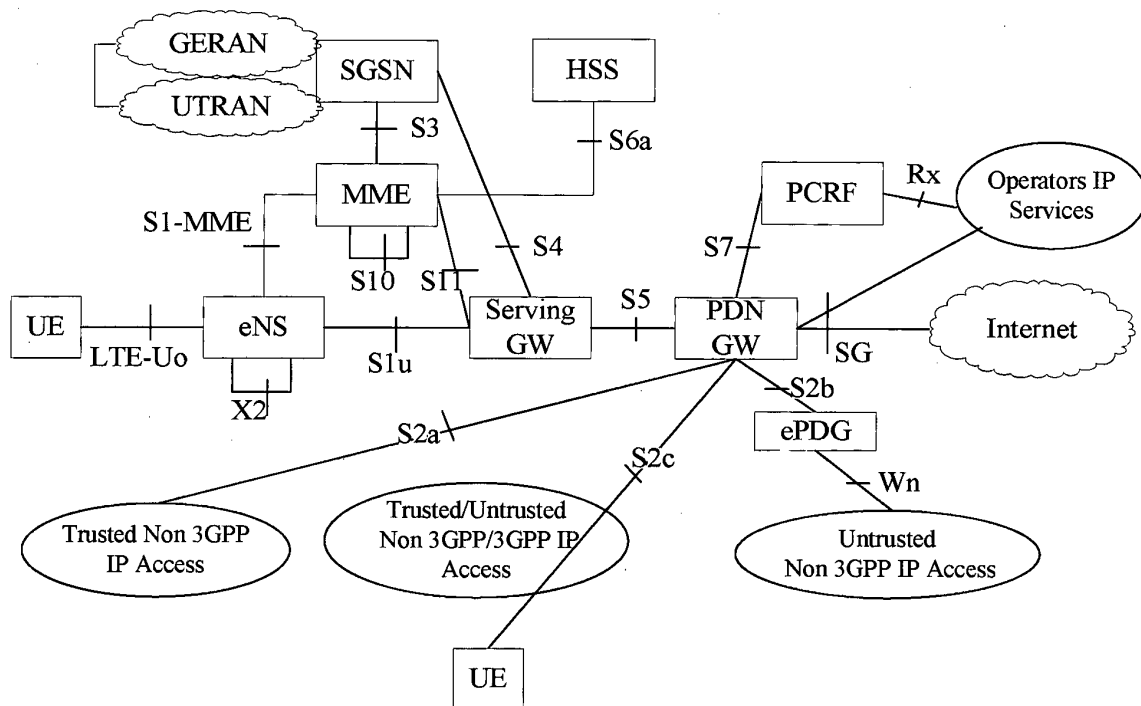 GERAN
SGSN
HSS
UTRAN
S3
S6a
MME
PCRF
Rx
Operators IP
Services
S1-MME
S10
S11
S4
S7
UE
LTE-Uo
eNS
S1u
Serving
GW
S5
PDN
GW
SG
Internet
X2
S2a
S2c
S2b
ePDG
Wn
Trusted Non 3GPP
IP Access
Trusted/Untrusted
Non 3GPP/3GPP IP
Access
Untrusted
Non 3GPP IP Access
UE